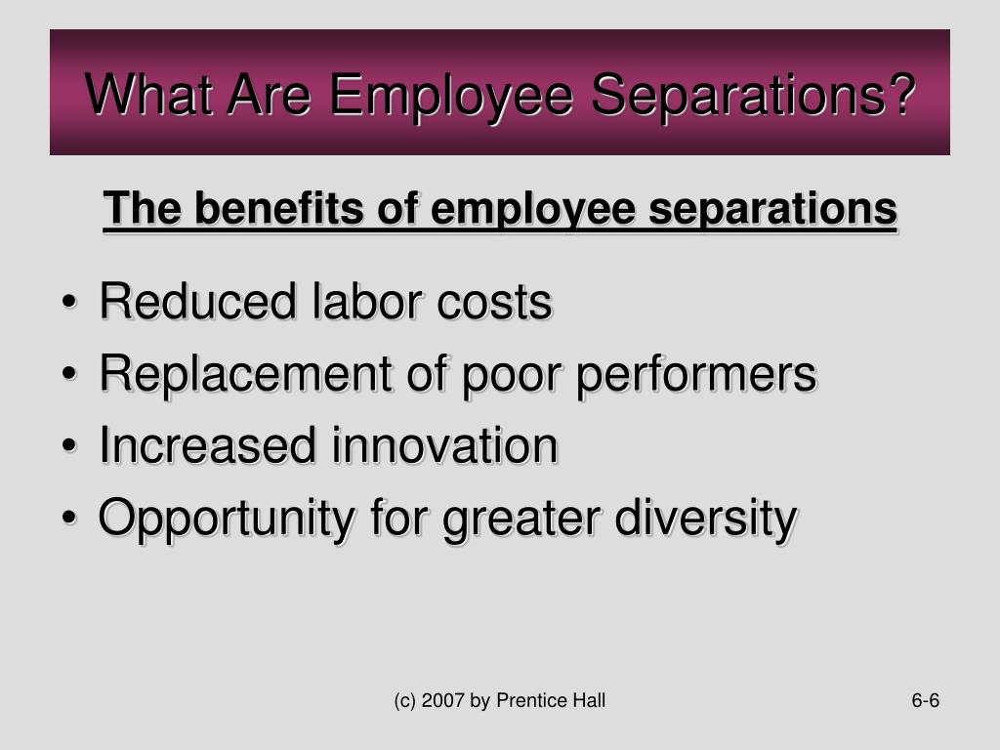 What Are Employee Separations?
The benefits of employee separations
• Reduced labor costs
• Replacement of poor performers
• Increased innovation
• Opportunity for greater diversity
(c) 2007 by Prentice Hall
6-6